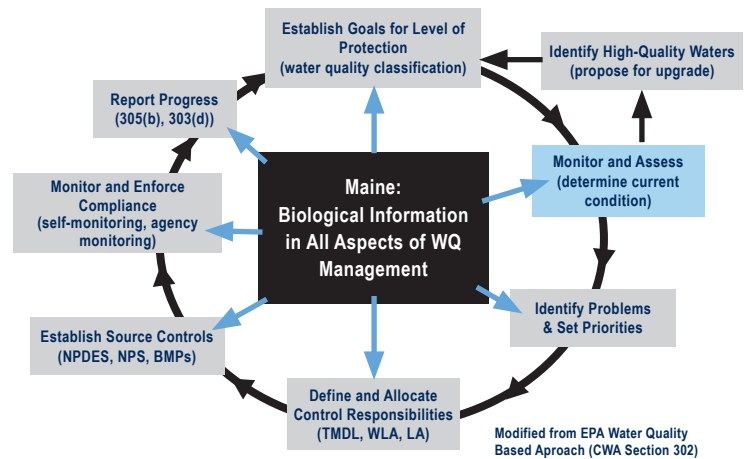 Establish Goals for Level of
Protection
(water quality classification)
Identify High-Quality Waters
(propose for upgrade)
Report Progress
(305(b), 303(d))
Monitor and Assess
(determine current
condition)
Maine:
Biological Information
in All Aspects of WQ
Management
Monitor and Enforce
Compliance
(self-monitoring, agency
monitoring)
Identify Problems
& Set Priorities
Establish Source Controls
(NPDES, NPS, BMPs)
Define and Allocate
Control Responsibilities
(TMDL, WLA, LA)
Modified from EPA Water Quality
Based Aproach (CWA Section 302)